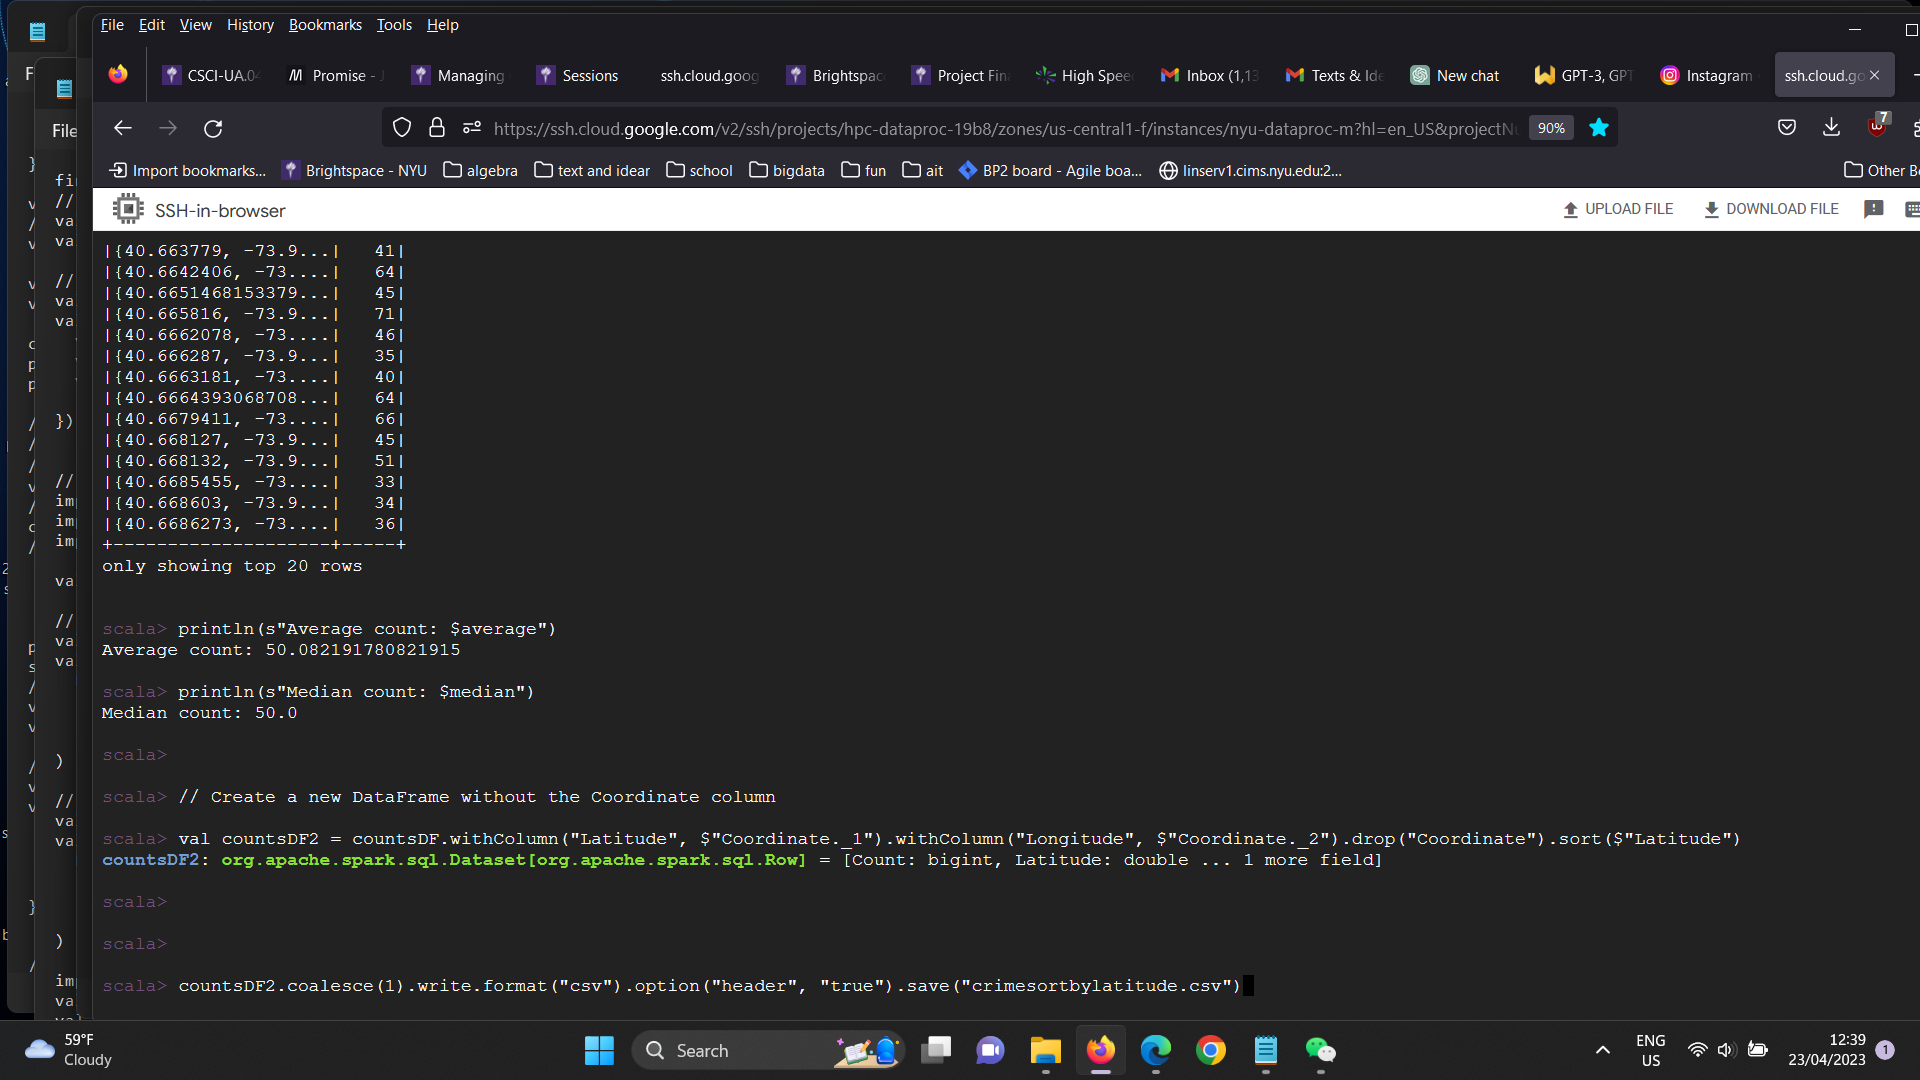 File Edit View History Bookmarks Tools Help
CSCI-UA.04 Promise - J Managing Sessions ssh.cloud.goog Brightspac Project Fin High Spee Inbox (1,13 Texts & Ide New chat GPT-3, GPT Instagram ssh.cloud.go
https://ssh.cloud.google.com/v2/ssh/projects/hpc-dataproc-19b8/zones/us-central1-f/instances/nyu-dataproc-m?hl=en_US&projectNu 90% 7
Import bookmarks... Brightspace - NYU algebra text and idear school bigdata fun ait BP2 board - Agile boa... linserv1.cims.nyu.edu:2... Other B
SSH-in-browser UPLOAD FILE DOWNLOAD FILE
|{40.663779, -73.9...|   41|
|{40.6642406, -73....|   64|
|{40.6651468153379...|   45|
|{40.665816, -73.9...|   71|
|{40.6662078, -73....|   46|
|{40.666287, -73.9...|   35|
|{40.6663181, -73....|   40|
|{40.6664393068708...|   64|
|{40.6679411, -73....|   66|
|{40.668127, -73.9...|   45|
|{40.668132, -73.9...|   51|
|{40.6685455, -73....|   33|
|{40.668603, -73.9...|   34|
|{40.6686273, -73....|   36|
+--------------------+-----+
only showing top 20 rows
scala> println(s"Average count: $average")
Average count: 50.082191780821915
scala> println(s"Median count: $median")
Median count: 50.0
scala>
scala> // Create a new DataFrame without the Coordinate column
scala> val countsDF2 = countsDF.withColumn("Latitude", $"Coordinate._1").withColumn("Longitude", $"Coordinate._2").drop("Coordinate").sort($"Latitude")
countsDF2: org.apache.spark.sql.Dataset[org.apache.spark.sql.Row] = [Count: bigint, Latitude: double ... 1 more field]
scala>
scala>
scala> countsDF2.coalesce(1).write.format("csv").option("header", "true").save("crimesortbylatitude.csv")
File
59°F
Cloudy
Search
ENG
US
12:39
23/04/2023
1